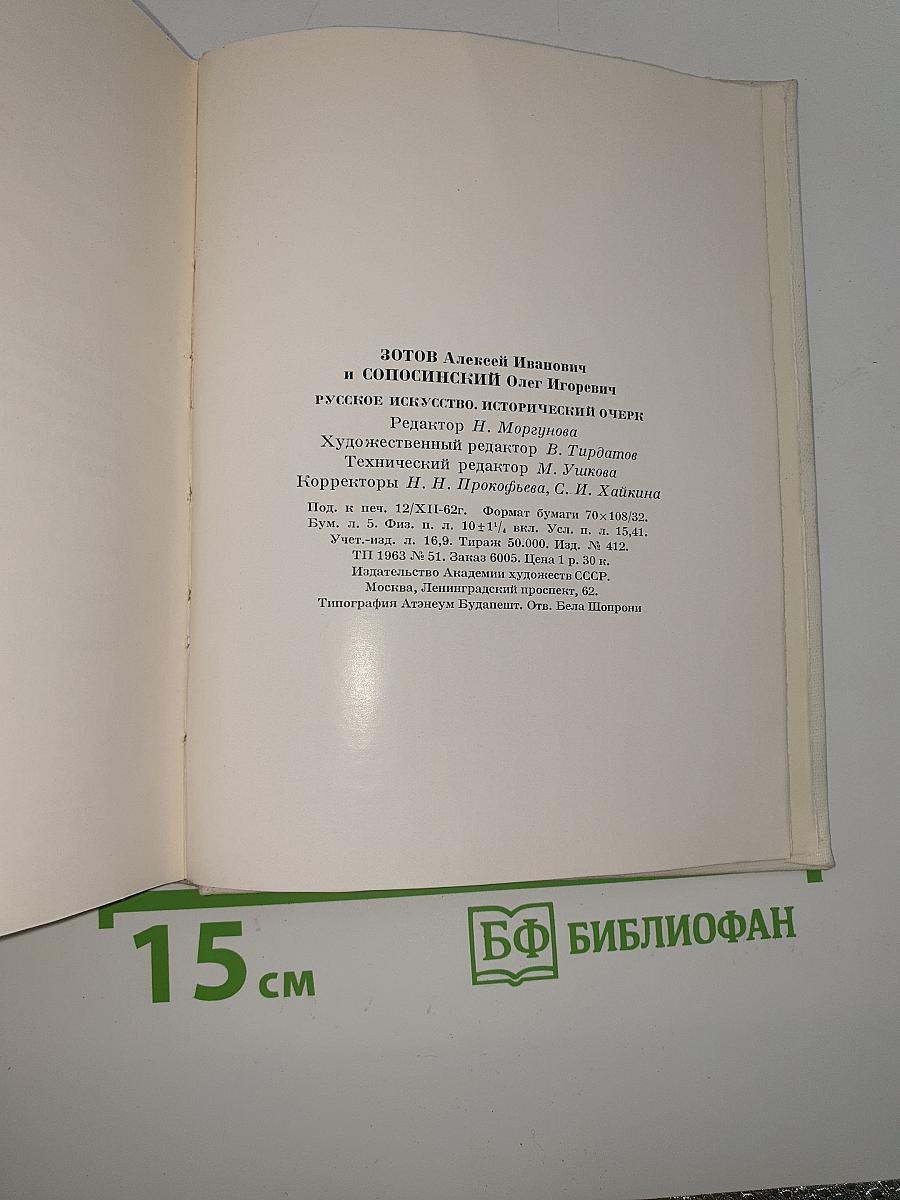 ЗОТОВ Алексей Иванович
и СОПОСИНСКИЙ Олег Игоревич
РУССКОЕ ИСКУССТВО. ИСТОРИЧЕСКИЙ ОЧЕРК
Редактор Н. Моргунова
Художественный редактор В. Тирдатов
Технический редактор М. Ушкова
Корректоры Н. Н. Прокофьева, С. И. Хайкина
Под. к печ. 12/XII-62г. Формат бумаги 70×108/32.
Бум. л. 5. Физ. п. л. 10±1¹/₄ вкл. Усл. п. л. 15,41.
Учет.-изд. л. 16,9. Тираж 50.000. Изд. № 412.
ТП 1963 № 51. Заказ 6005. Цена 1 р. 30 к.
Издательство Академии художеств СССР.
Москва, Ленинградский проспект, 62.
Типография Атэнеум Будапешт. Отв. Бела Шопрони
15 см
БФ БИБЛИОФАН